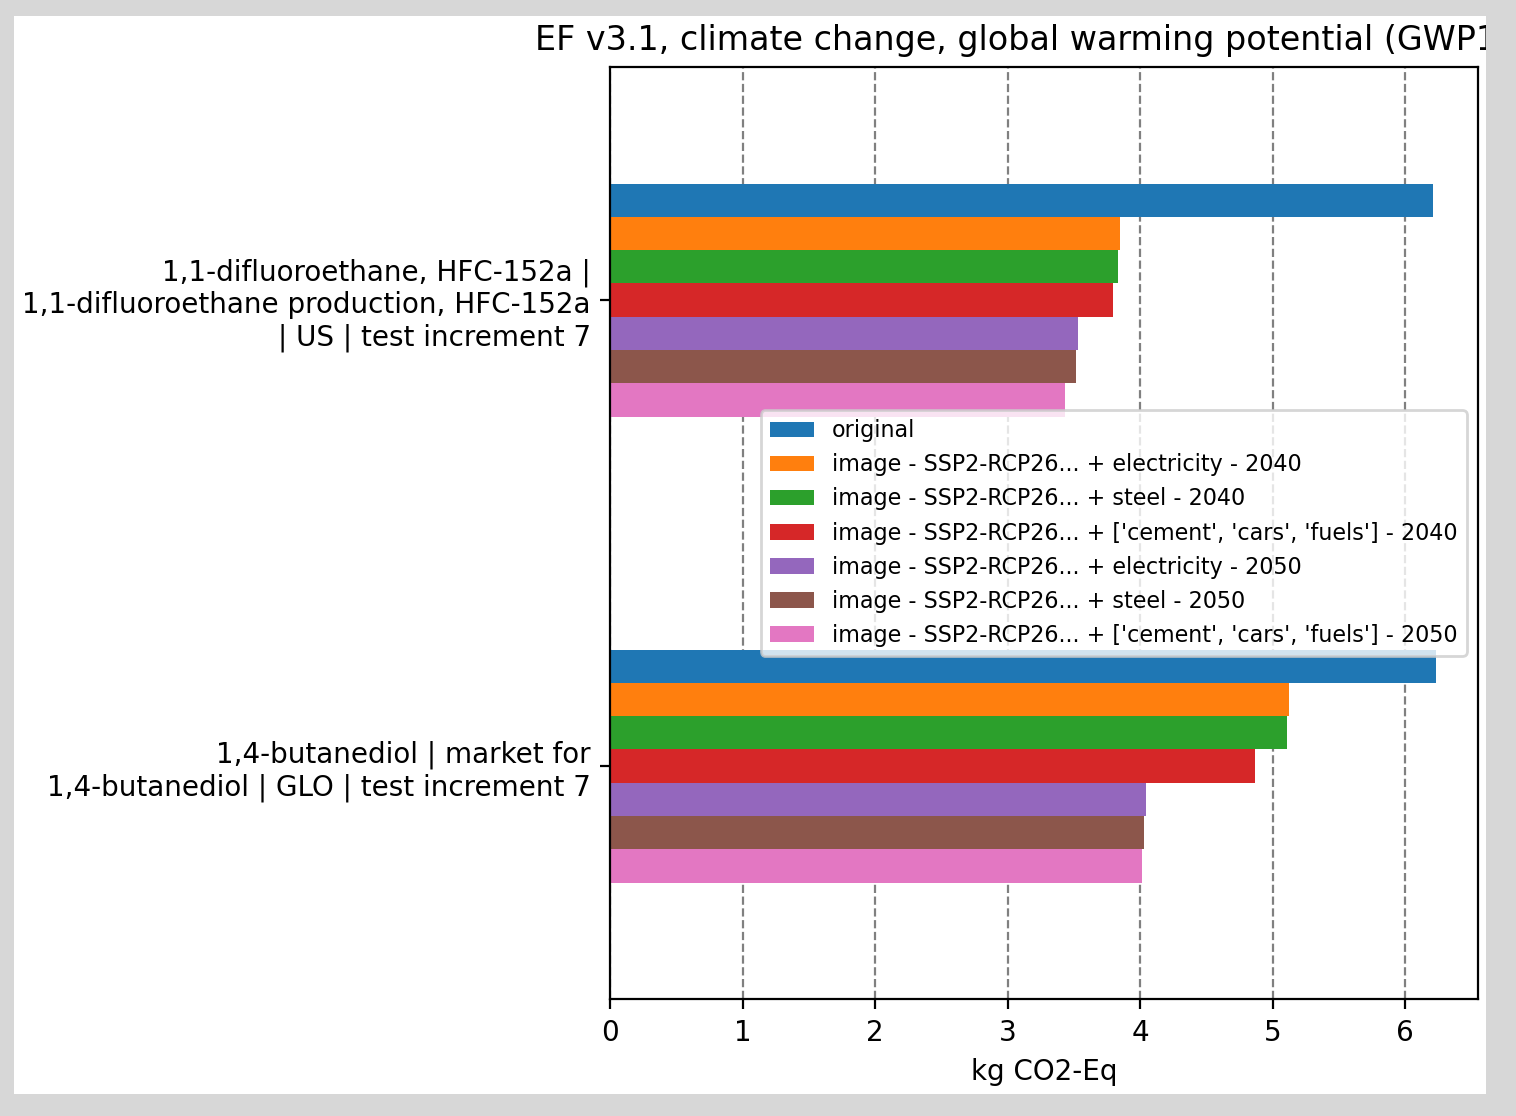 EF v3.1, climate change, global warming potential (GWP1
1,1-difluoroethane, HFC-152a |
1,1-difluoroethane production, HFC-152a
| US | test increment 7
original
image - SSP2-RCP26... + electricity - 2040
image - SSP2-RCP26... + steel - 2040
image - SSP2-RCP26... + ['cement', 'cars', 'fuels'] - 2040
image - SSP2-RCP26... + electricity - 2050
image - SSP2-RCP26... + steel - 2050
image - SSP2-RCP26... + ['cement', 'cars', 'fuels'] - 2050
1,4-butanediol | market for
1,4-butanediol | GLO | test increment 7
0 1 2 3 4 5 6
kg CO2-Eq